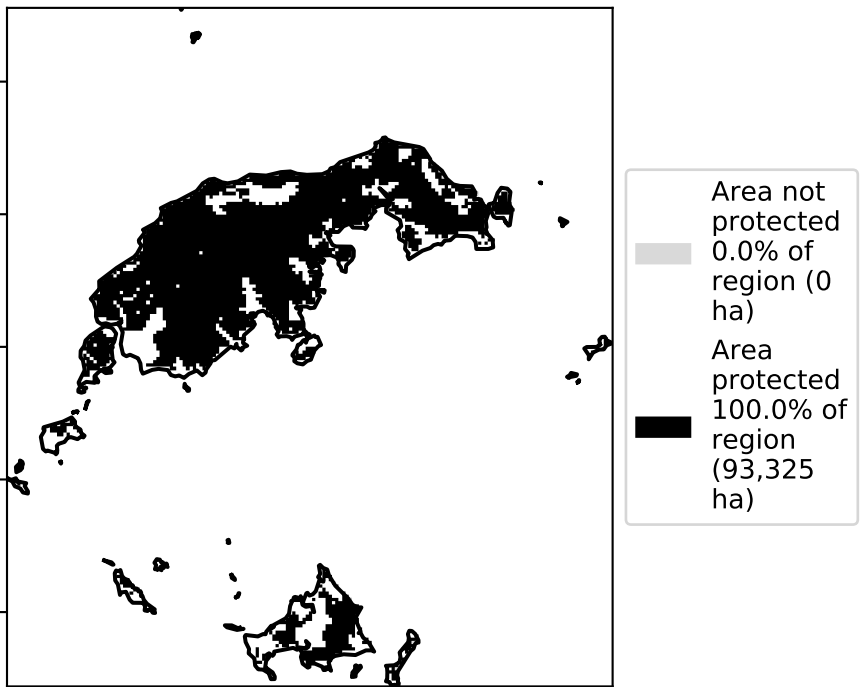 Area not
protected
0.0% of
region (0
ha)
Area
protected
100.0% of
region
(93,325
ha)